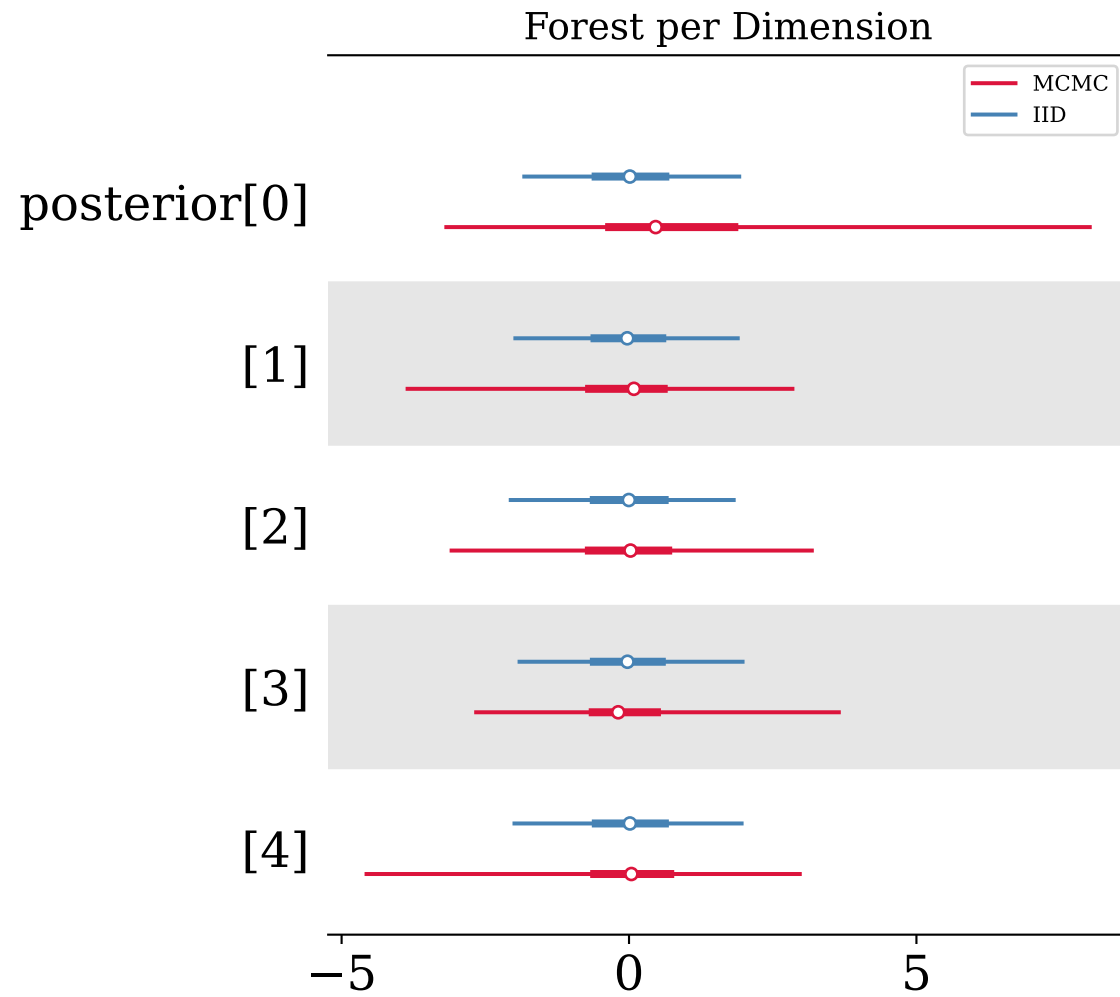 Forest per Dimension
MCMC
IID
posterior[0]
[1]
[2]
[3]
[4]
−5 0 5